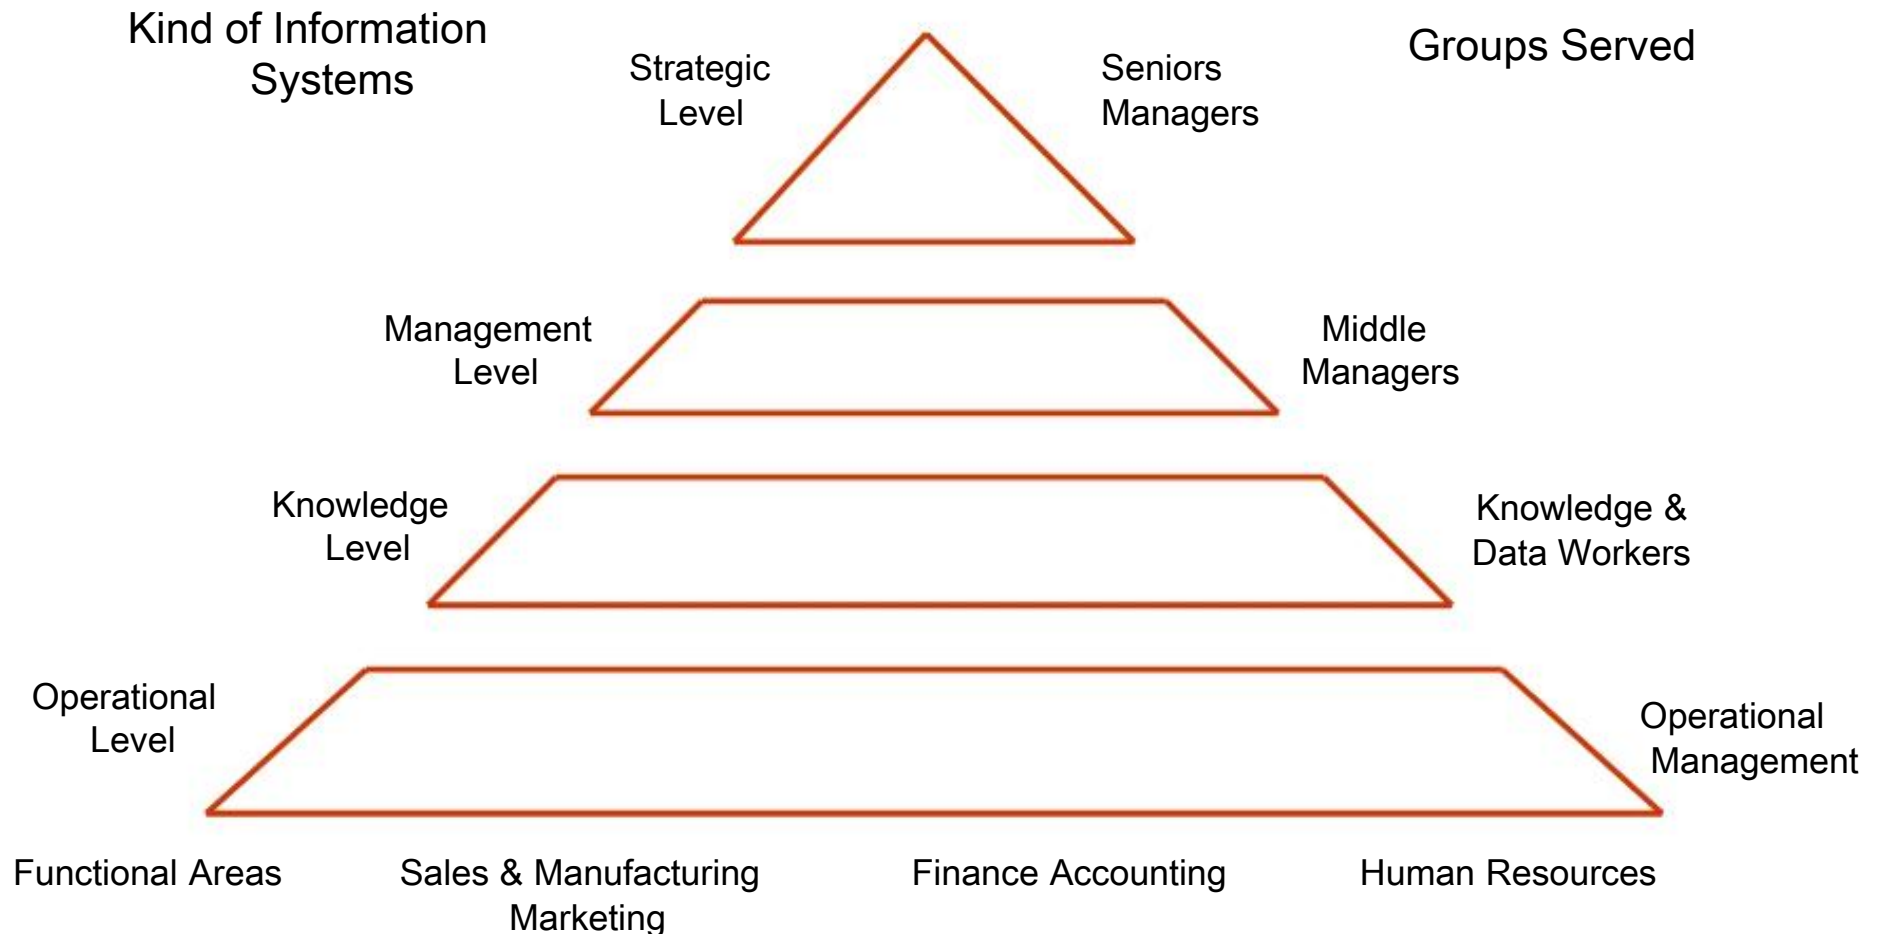 Kind of Information
Systems
Groups Served
Strategic
Level
Seniors
Managers
Management
Level
Middle
Managers
Knowledge
Level
Knowledge &
Data Workers
Operational
Level
Operational
Management
Functional Areas
Sales & Manufacturing
Marketing
Finance Accounting
Human Resources